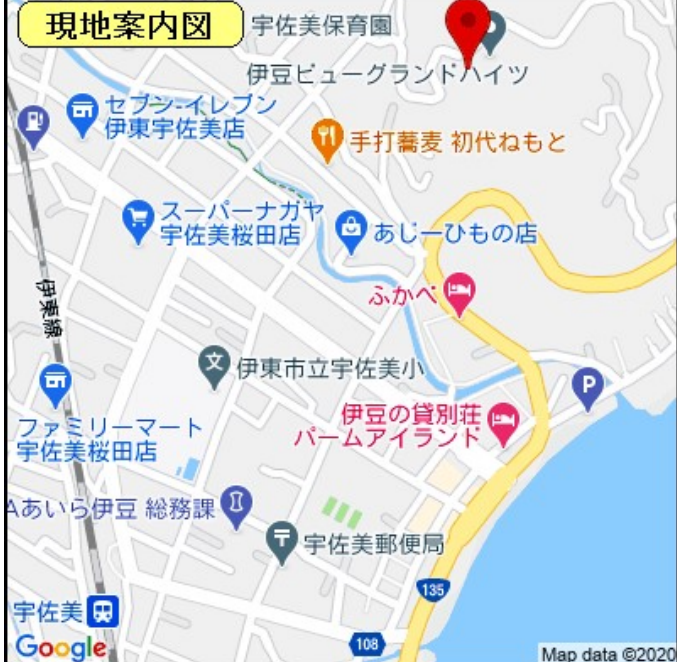 現地案内図
宇佐美保育園
伊豆ビューグランドハイツ
セブン-イレブン
伊東宇佐美店
手打蕎麦 初代ねもと
スーパーナガヤ
宇佐美桜田店
あじーひもの店
ふかべ
伊東線
文
伊東市立宇佐美小
P
ファミリーマート
宇佐美桜田店
伊豆の貸別荘
パームアイランド
Aあいら伊豆 総務課
宇佐美郵便局
135
宇佐美
108
Google
Map data ©2020